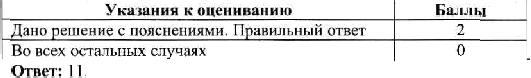 Указания к оцениванию Баллы
Дано решение с пояснениями. Правильный ответ 2
Во всех остальных случаях 0
Ответ: 11.